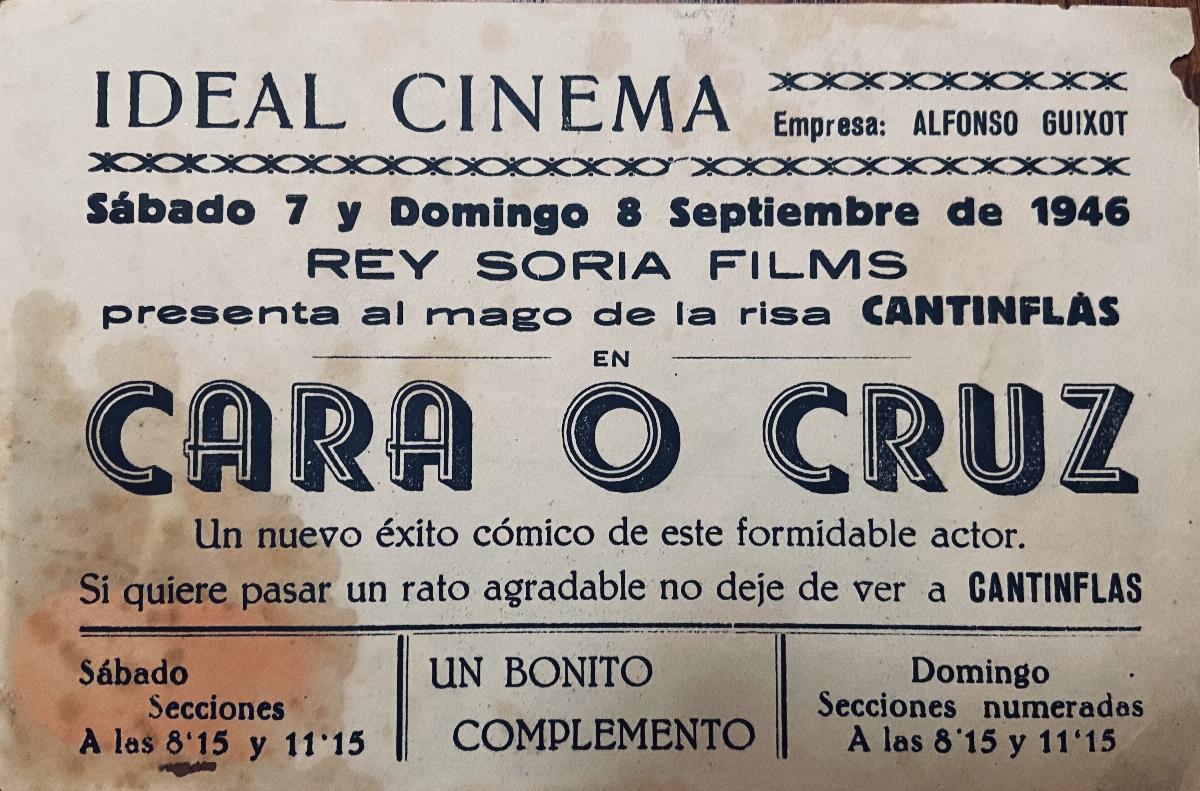 IDEAL CINEMA
Empresa: ALFONSO GUIXOT
Sábado 7 y Domingo 8 Septiembre de 1946
REY SORIA FILMS
presenta al mago de la risa CANTINFLÁS
EN
CARA O CRUZ
Un nuevo éxito cómico de este formidable actor.
Si quiere pasar un rato agradable no deje de ver a CANTINFLAS
Sábado
Secciones
A las 8'15 y 11'15
UN BONITO
COMPLEMENTO
Domingo
Secciones numeradas
A las 8'15 y 11'15